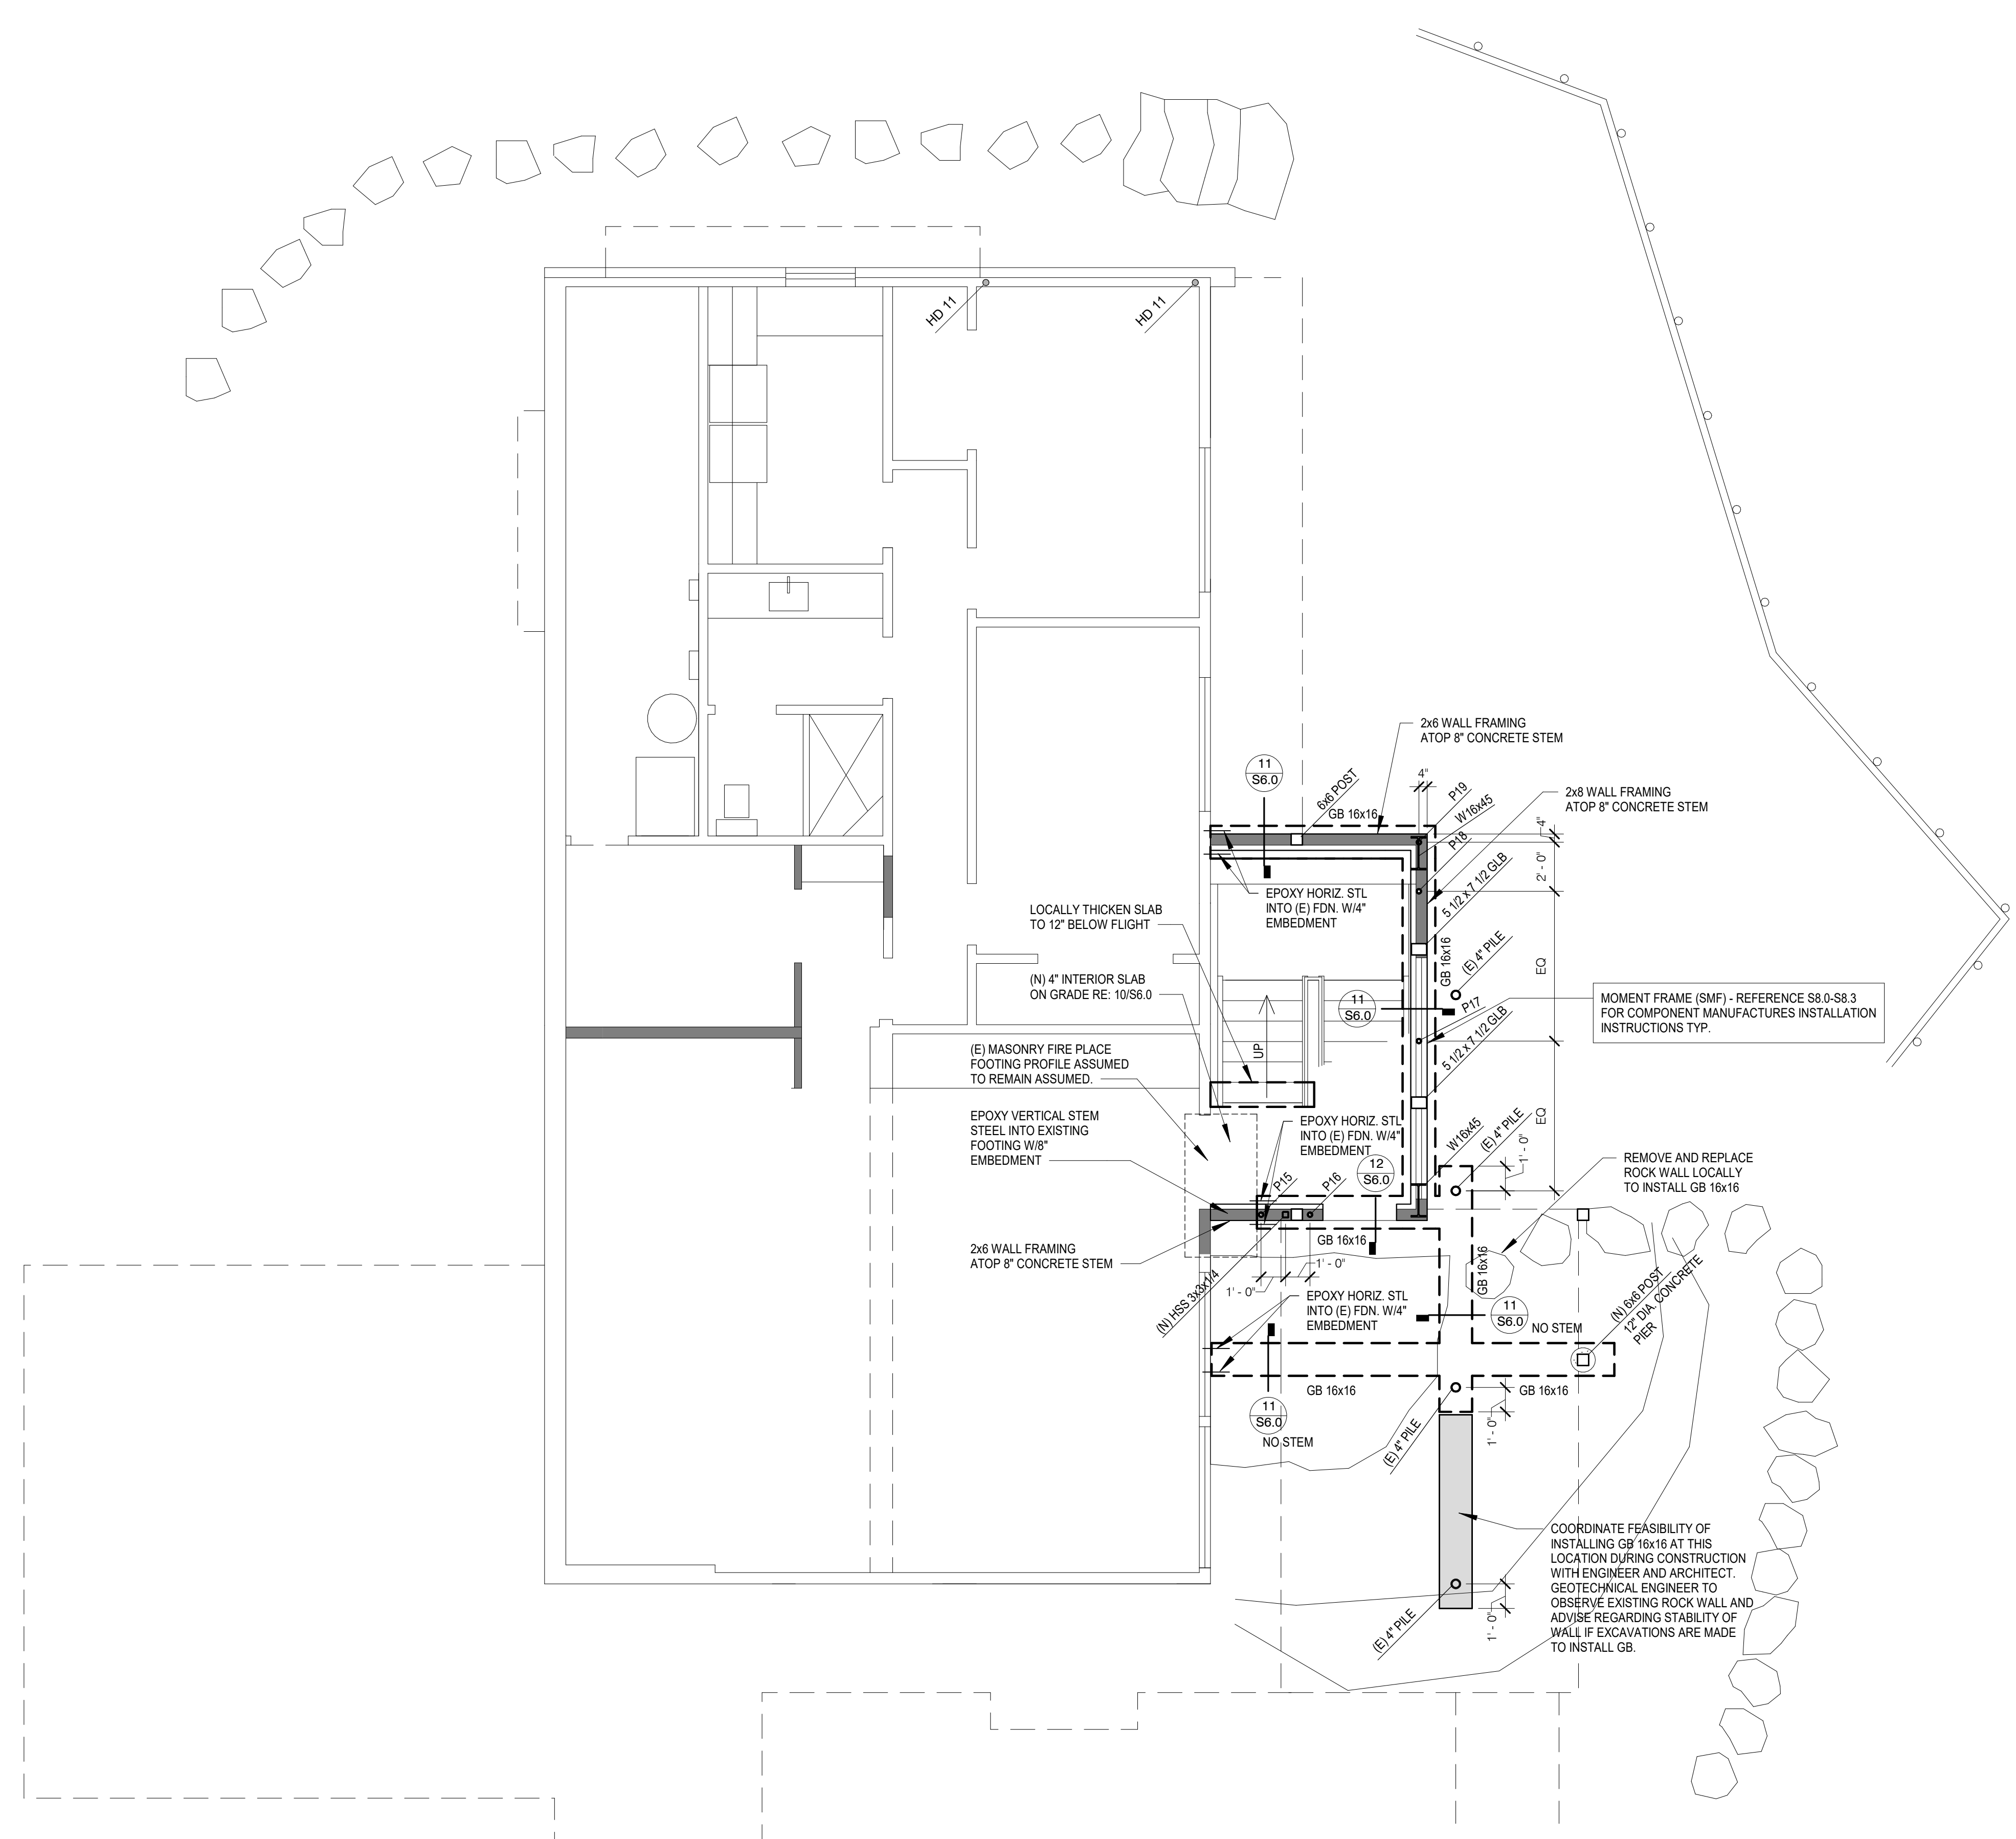 HD 11
HD 11
2x6 WALL FRAMING
ATOP 8" CONCRETE STEM
11
S6.0
6x6 POST
GB 16x16
4"
P19
W16x45
P18
2x8 WALL FRAMING
ATOP 8" CONCRETE STEM
4"
2' - 0"
5 1/2 x 7 1/2 GLB
EPOXY HORIZ. STL
INTO (E) FDN. W/4"
EMBEDMENT
LOCALLY THICKEN SLAB
TO 12" BELOW FLIGHT
GB 16x16
(E) 4" PILE
EQ
(N) 4" INTERIOR SLAB
ON GRADE RE: 10/S6.0
11
S6.0
P17
MOMENT FRAME (SMF) - REFERENCE S8.0-S8.3
FOR COMPONENT MANUFACTURES INSTALLATION
INSTRUCTIONS TYP.
5 1/2 x 7 1/2 GLB
UP
(E) MASONRY FIRE PLACE
FOOTING PROFILE ASSUMED
TO REMAIN ASSUMED.
EPOXY VERTICAL STEM
STEEL INTO EXISTING
FOOTING W/8"
EMBEDMENT
EPOXY HORIZ. STL
INTO (E) FDN. W/4"
EMBEDMENT
W16x45
(E) 4" PILE
EQ
1' - 0"
12
S6.0
P15
P16
REMOVE AND REPLACE
ROCK WALL LOCALLY
TO INSTALL GB 16x16
2x6 WALL FRAMING
ATOP 8" CONCRETE STEM
GB 16x16
1' - 0"
1' - 0"
(N) HSS 3x3x1/4
GB 16x16
EPOXY HORIZ. STL
INTO (E) FDN. W/4"
EMBEDMENT
11
S6.0
NO STEM
(N) 6x6 POST
12" DIA. CONCRETE
PIER
GB 16x16
GB 16x16
11
S6.0
NO STEM
(E) 4" PILE
1' - 0"
COORDINATE FEASIBILITY OF
INSTALLING GB 16x16 AT THIS
LOCATION DURING CONSTRUCTION
WITH ENGINEER AND ARCHITECT.
GEOTECHNICAL ENGINEER TO
OBSERVE EXISTING ROCK WALL AND
ADVISE REGARDING STABILITY OF
WALL IF EXCAVATIONS ARE MADE
TO INSTALL GB.
(E) 4" PILE
1' - 0"